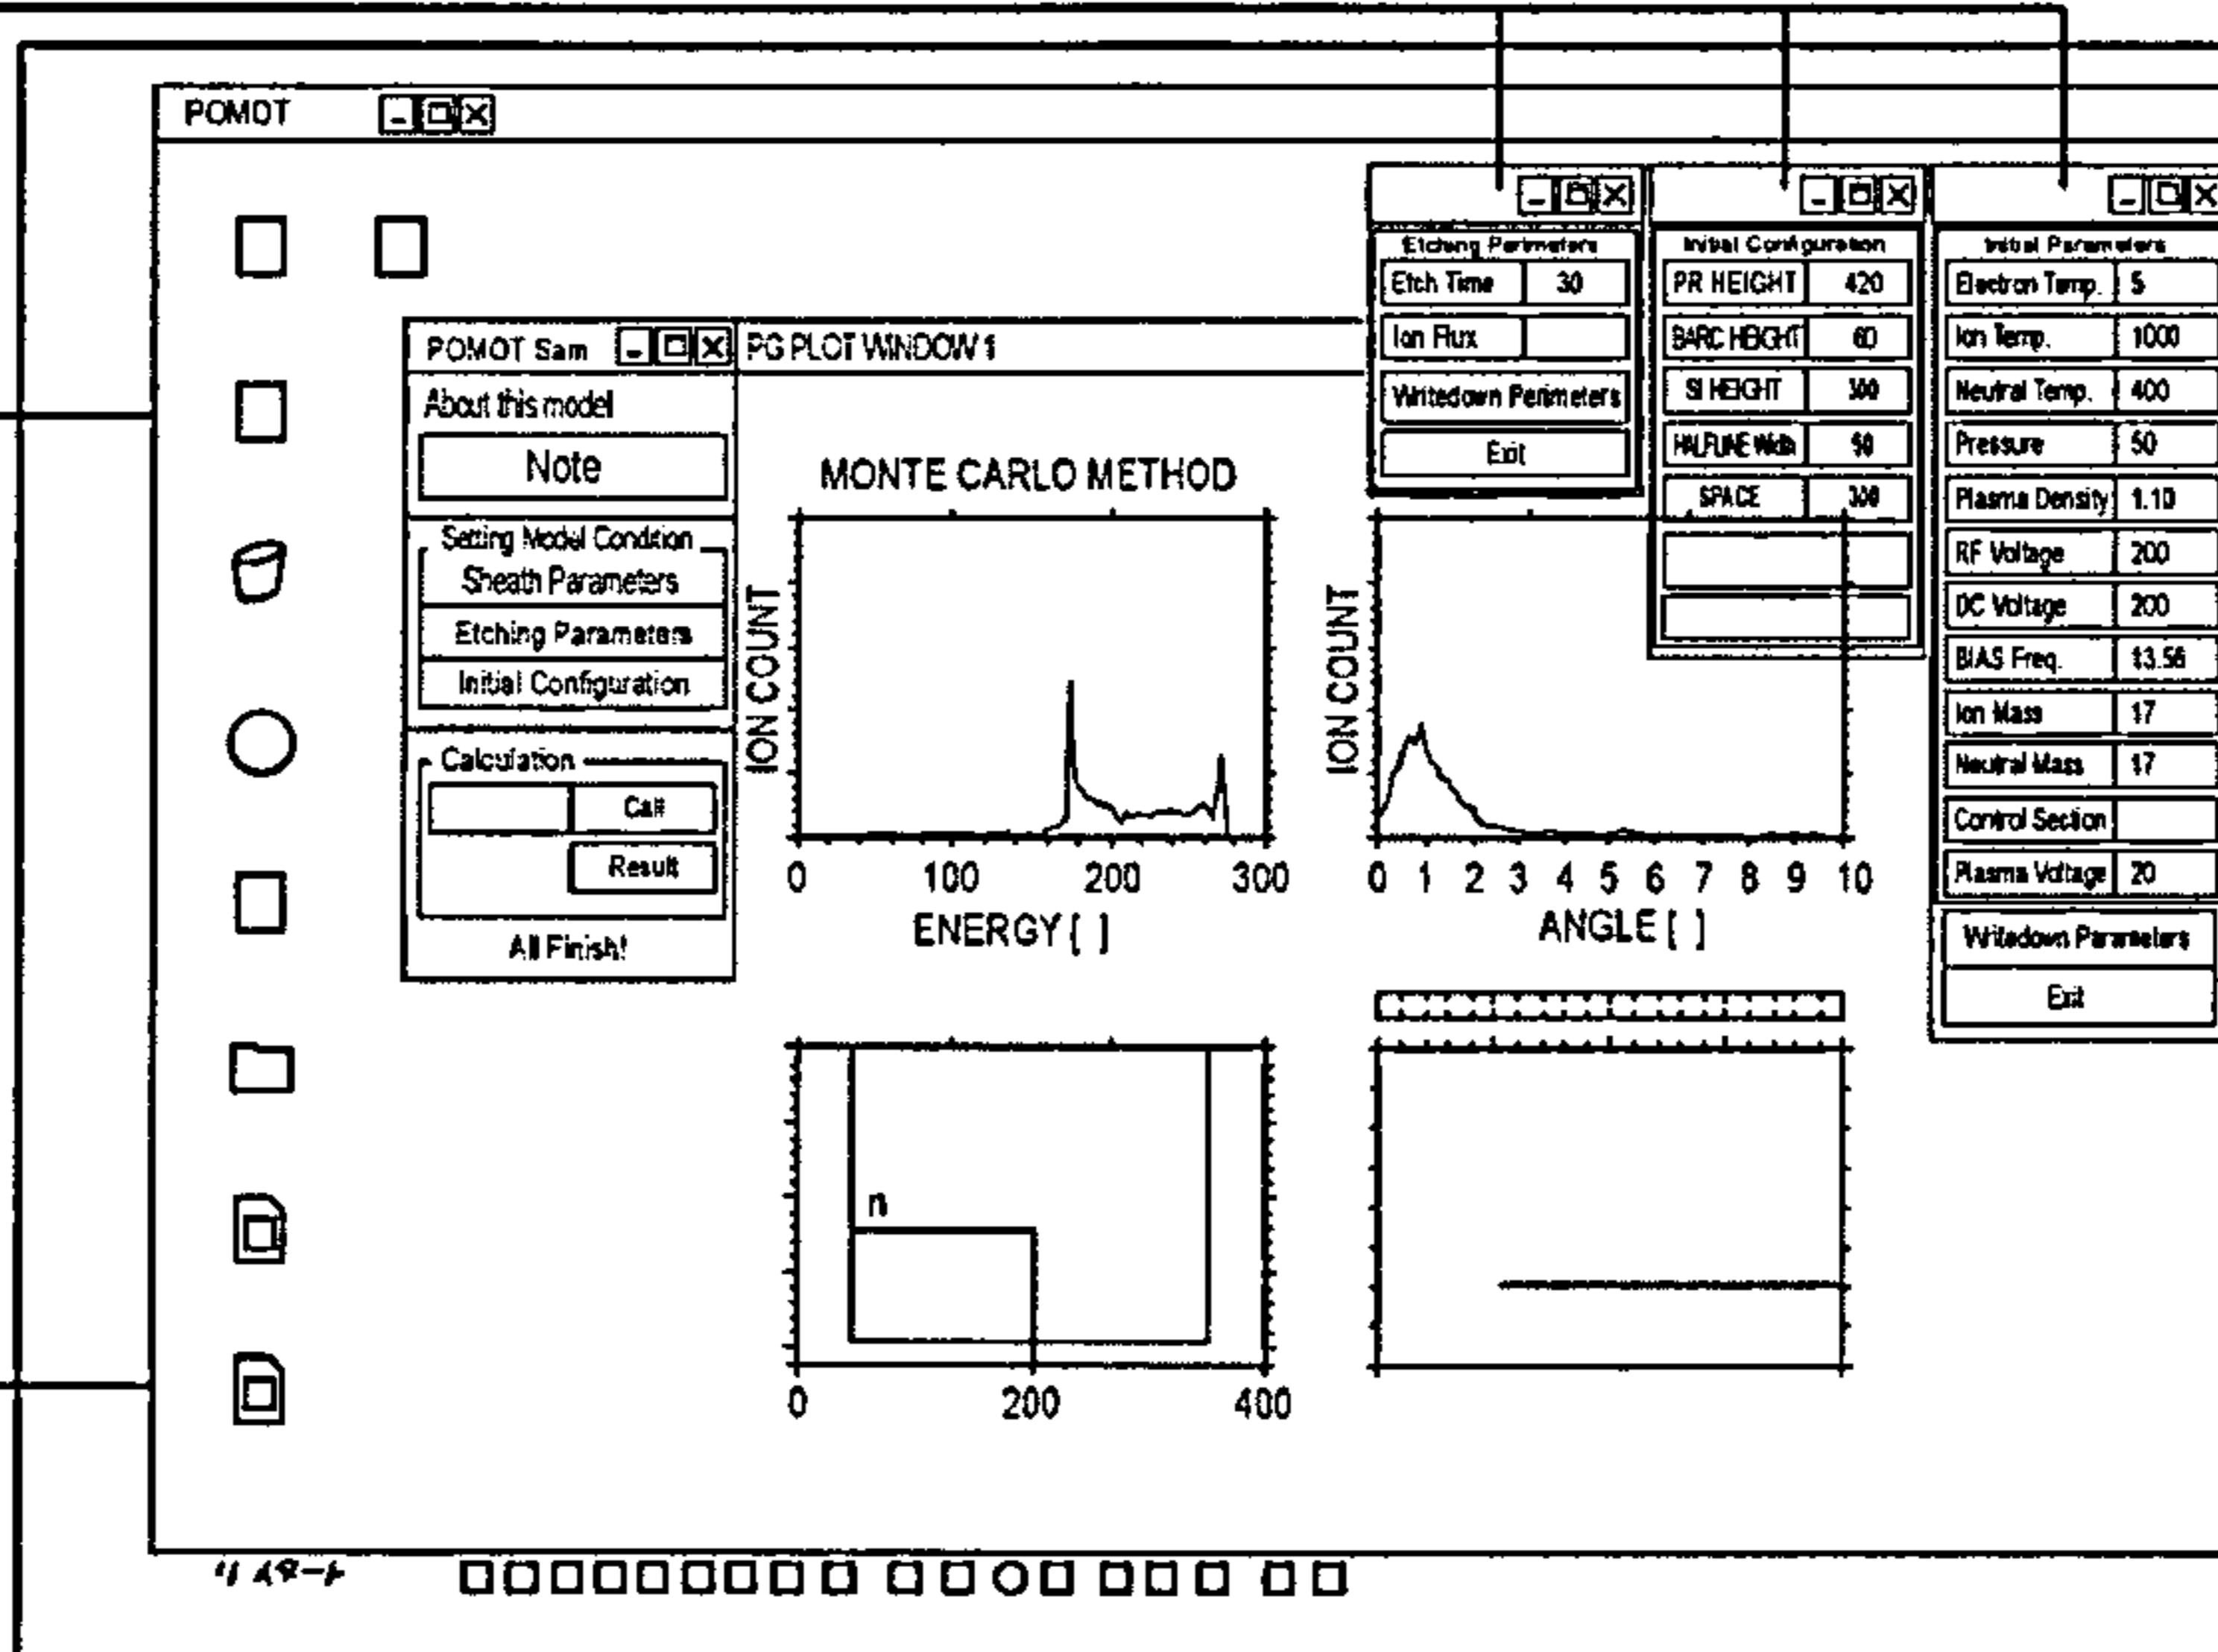 POMOT
POMOT Sam
About this model
Note
Setting Model Condition
Sheath Parameters
Etching Parameters
Initial Configuration
Calculation
Call
Result
All Finish!
PG PLOT WINDOW 1
MONTE CARLO METHOD
ION COUNT
0 100 200 300
ENERGY [ ]
ION COUNT
0 1 2 3 4 5 6 7 8 9 10
ANGLE [ ]
n
0 200 400
Etching Perimeters
Etch Time 30
Ion Flux
Writedown Perimeters
Exit
Initial Configuration
PR HEIGHT 420
BARC HEIGHT 60
SI HEIGHT 300
HALFLINE Width 90
SPACE 300
Initial Parameters
Electron Temp. 5
Ion Temp. 1000
Neutral Temp. 400
Pressure 50
Plasma Density 1.10
RF Voltage 200
DC Voltage 200
BIAS Freq. 13.56
Ion Mass 17
Neutral Mass 17
Control Section
Plasma Voltage 20
Writedown Parameters
Exit